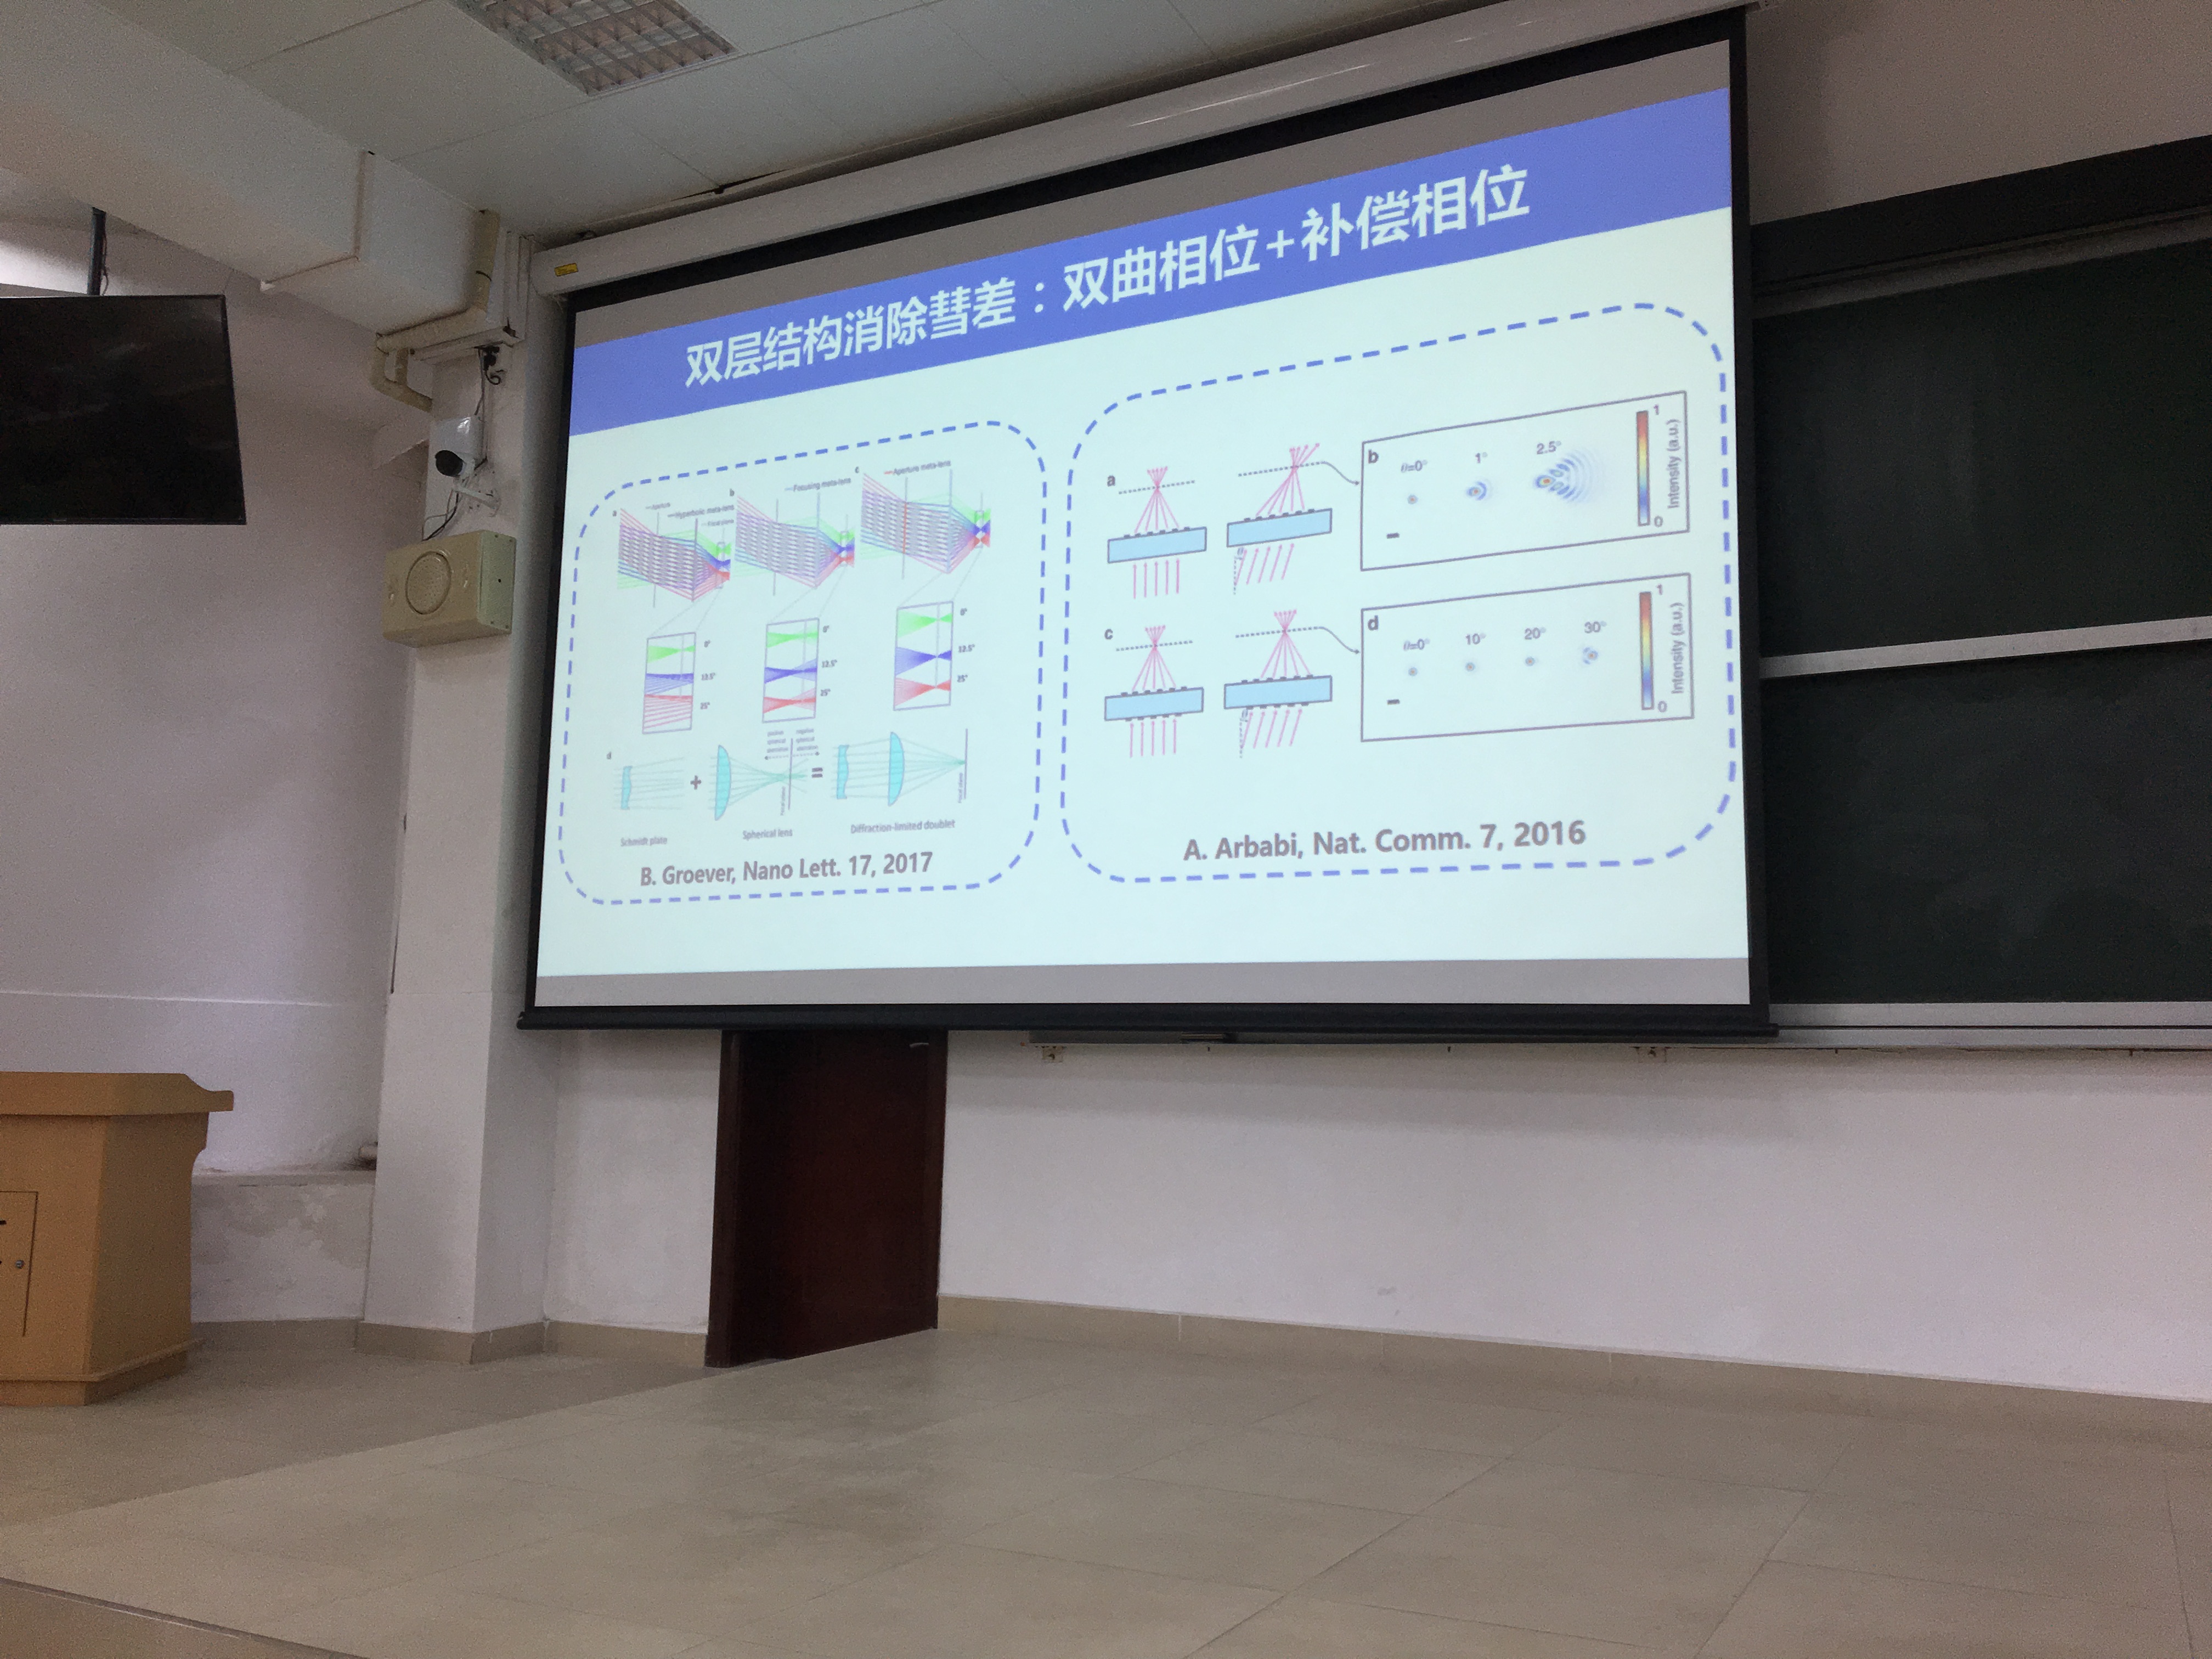 双层结构消除彗差：双曲相位+补偿相位
a
Aperture
Hyperbolic meta-lens
Focal plane
b
Focusing meta-lens
c
Aperture meta-lens
0°
13.5°
25°
0°
13.5°
25°
0°
13.5°
25°
d
positive spherical aberration
negative spherical aberration
+
=
Focal plane
Focal plane
Schmidt plate
Spherical lens
Diffraction-limited doublet
B. Groever, Nano Lett. 17, 2017
a
θ
b
θ=0°
1°
2.5°
1
0
Intensity (a.u.)
c
θ
d
θ=0°
10°
20°
30°
1
0
Intensity (a.u.)
A. Arbabi, Nat. Comm. 7, 2016